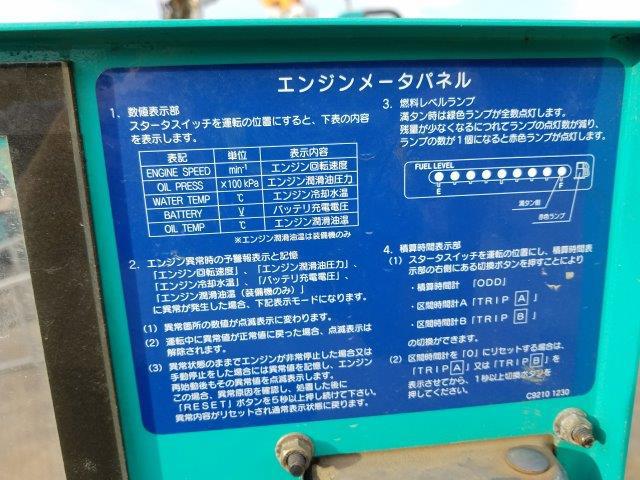 エンジンメータパネル
1. 数値表示部
スタータスイッチを運転の位置にすると、下表の内容
を表示します。
表記 単位 表示内容
ENGINE SPEED min⁻¹ エンジン回転速度
OIL PRESS ×100 kPa エンジン潤滑油圧力
WATER TEMP ℃ エンジン冷却水温
BATTERY V バッテリ充電電圧
OIL TEMP ℃ エンジン潤滑油温
※エンジン潤滑油温は装備機のみ
2. エンジン異常時の予警報表示と記憶
「エンジン回転速度」、「エンジン潤滑油圧力」、
「エンジン冷却水温」、「バッテリ充電電圧」、
「エンジン潤滑油温(装備機のみ)」
に異常が発生した場合、下記表示モードになります。
(1) 異常箇所の数値が点滅表示に変わります。
(2) 運転中に異常値が正常値に戻った場合、点滅表示は
解除されます。
(3) 異常状態のままでエンジンが非常停止した場合又は
手動停止をした場合には異常値を記憶し、エンジン
再始動後もその異常値を点滅表示します。
この場合、異常原因を確認し、処置した後に
「RESET」ボタンを5秒以上押し続けて下さい。
異常内容がリセットされ通常表示状態に戻ります。
3. 燃料レベルランプ
満タン時は緑色ランプが全数点灯します。
残量が少なくなるにつれてランプの点灯数が減り、
ランプの数が1個になると赤色ランプが点灯します。
FUEL LEVEL
E
満タン側
赤色ランプ
4. 積算時間表示部
(1) スタータスイッチを運転の位置にし、積算時間表
示部の右側にある切換ボタンを押すことにより
・積算時間計 「ODD」
・区間時間計A「TRIP A」
・区間時間計B「TRIP B」
の切換ができます。
(2) 区間時間計を「0」にリセットする場合は、
「TRIP A」又は「TRIP B」を
表示させてから、1秒以上切換ボタンを
押してください。
C9210 1230